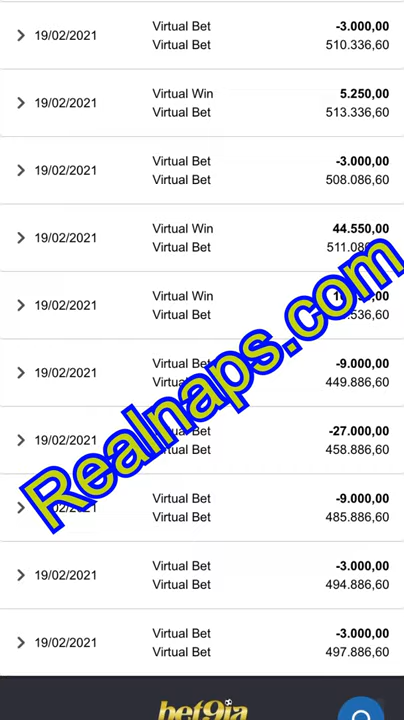 Virtual Bet -3.000,00
19/02/2021
Virtual Bet 510.336,60
Virtual Win 5.250,00
19/02/2021
Virtual Bet 513.336,60
Virtual Bet -3.000,00
19/02/2021
Virtual Bet 508.086,60
Virtual Win 44.550,00
19/02/2021
Virtual Bet
Virtual Win
19/02/2021
Virtual Bet
Virtual Bet -9.000,00
19/02/2021
449.886,60
Bet -27.000,00
19/02/2021
Bet 458.886,60
Virtual Bet -9.000,00
Virtual Bet 485.886,60
Virtual Bet -3.000,00
19/02/2021
Virtual Bet 494.886,60
Virtual Bet -3.000,00
19/02/2021
Virtual Bet 497.886,60
Realnaps.com
bet9ja